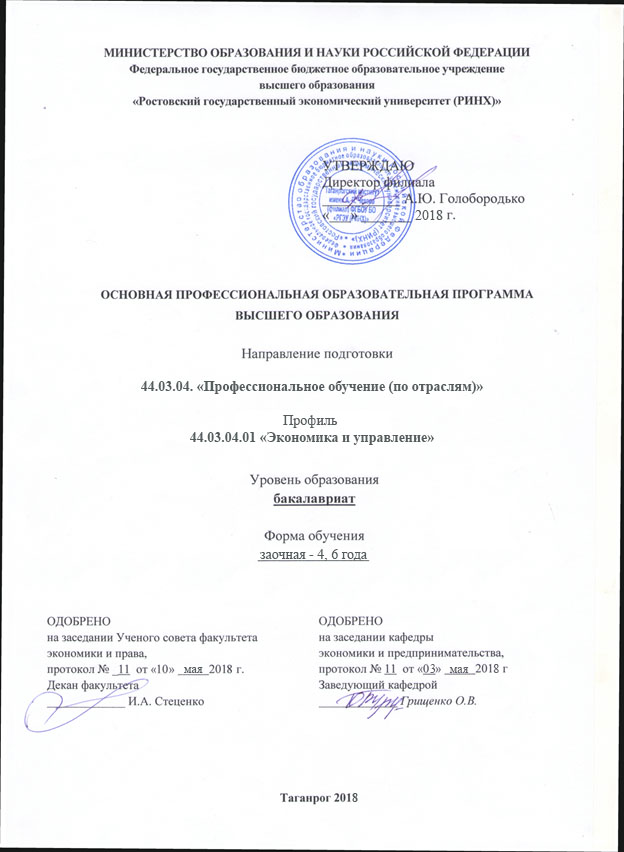 МИНИСТЕРСТВО ОБРАЗОВАНИЯ И НАУКИ РОССИЙСКОЙ ФЕДЕРАЦИИ
Федеральное государственное бюджетное образовательное учреждение
высшего образования
«Ростовский государственный экономический университет (РИНХ)»
УТВЕРЖДАЮ
Директор филиала
А.Ю. Голобородько
«___»________ 2018 г.
ОСНОВНАЯ ПРОФЕССИОНАЛЬНАЯ ОБРАЗОВАТЕЛЬНАЯ ПРОГРАММА
ВЫСШЕГО ОБРАЗОВАНИЯ
Направление подготовки
44.03.04. «Профессиональное обучение (по отраслям)»
Профиль
44.03.04.01 «Экономика и управление»
Уровень образования
бакалавриат
Форма обучения
заочная - 4, 6 года
ОДОБРЕНО
на заседании Ученого совета факультета
экономики и права,
протокол № 11 от «10» мая 2018 г.
Декан факультета
____________ И.А. Стеценко
ОДОБРЕНО
на заседании кафедры
экономики и предпринимательства,
протокол № 11 от «03» мая 2018 г
Заведующий кафедрой
____________ Грищенко О.В.
Таганрог 2018